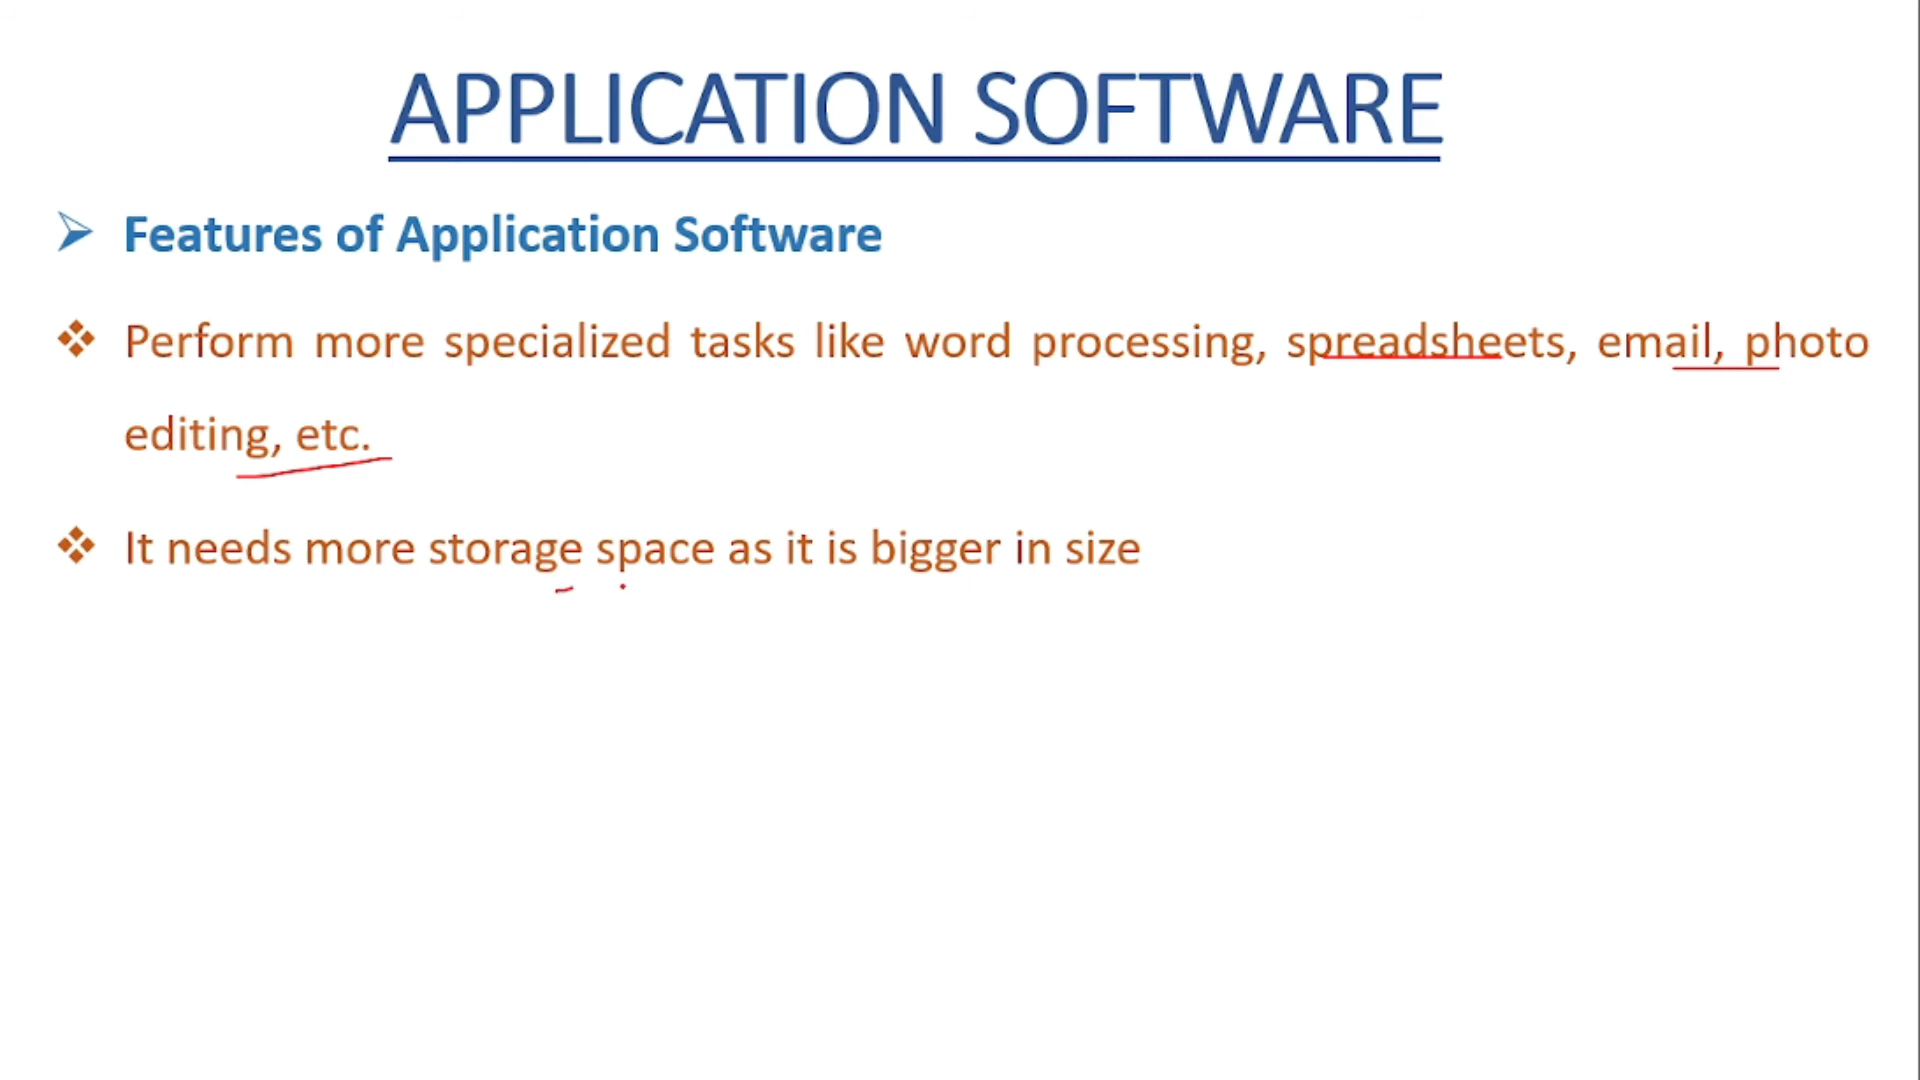 APPLICATION SOFTWARE
Features of Application Software
Perform more specialized tasks like word processing, spreadsheets, email, photo
editing, etc.
It needs more storage space as it is bigger in size